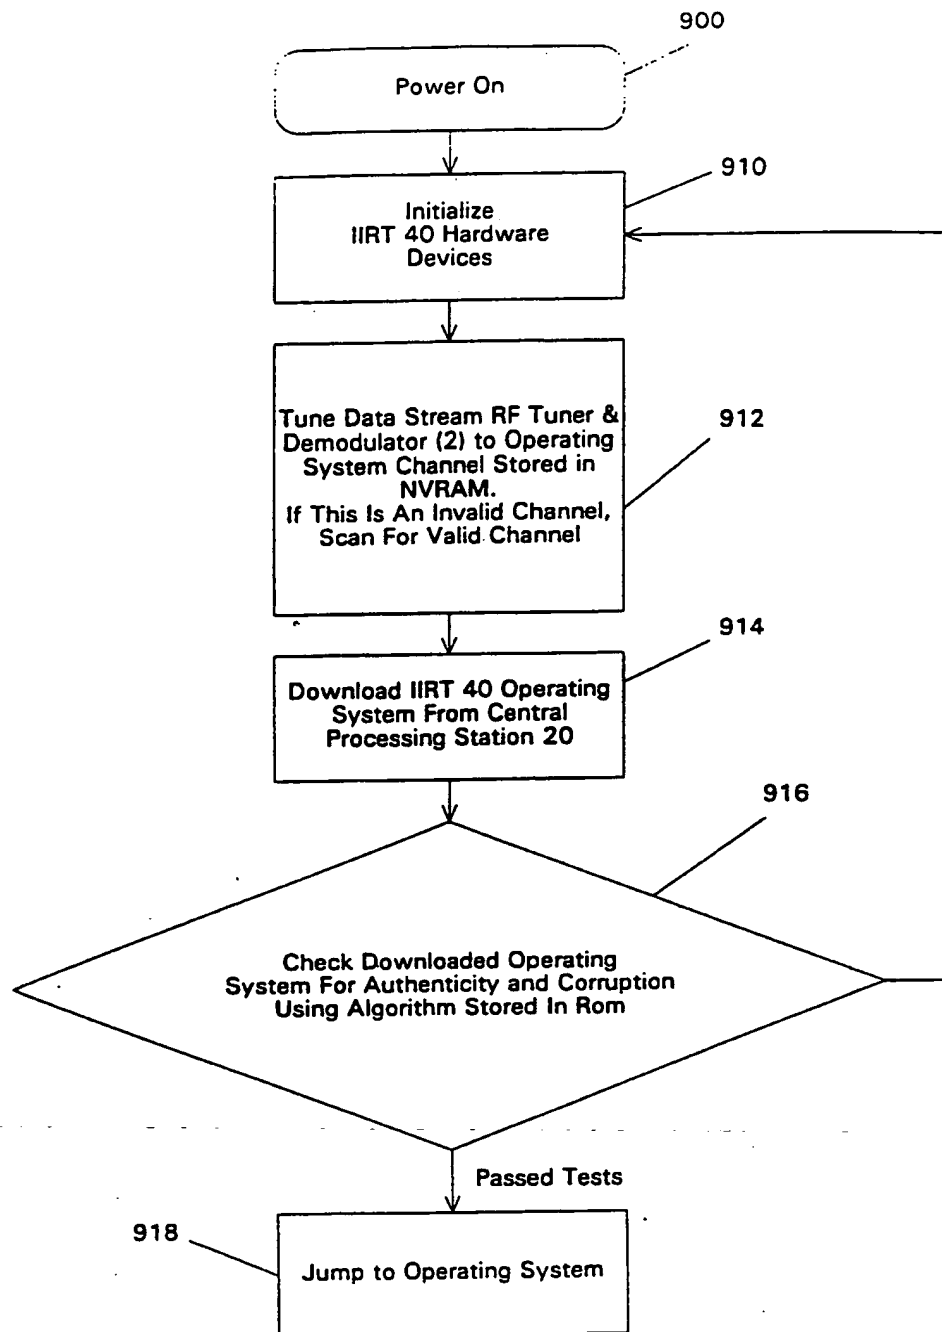 900
Power On
910
Initialize
IIRT 40 Hardware
Devices
Tune Data Stream RF Tuner &
Demodulator (2) to Operating
System Channel Stored in
NVRAM.
If This Is An Invalid Channel,
Scan For Valid Channel
912
914
Download IIRT 40 Operating
System From Central
Processing Station 20
916
Check Downloaded Operating
System For Authenticity and Corruption
Using Algorithm Stored In Rom
Passed Tests
918
Jump to Operating System